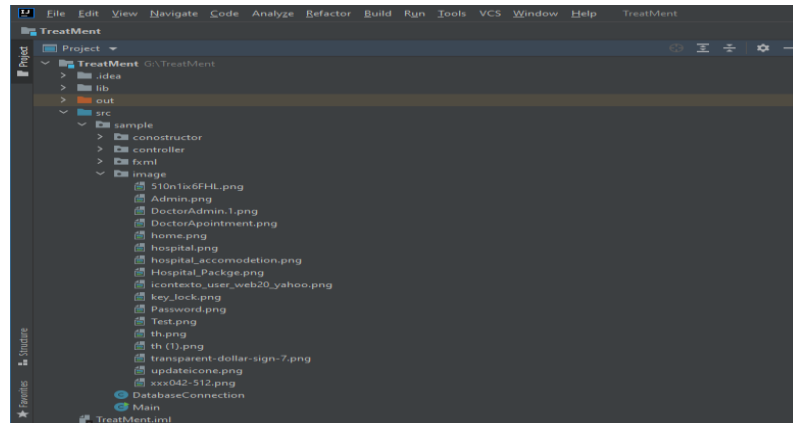 File Edit View Navigate Code Analyze Refactor Build Run Tools VCS Window Help TreatMent
TreatMent
Project
Project
TreatMent G:\TreatMent
.idea
lib
out
src
sample
conostructor
controller
fxml
image
510n1ix6FHL.png
Admin.png
DoctorAdmin.1.png
DoctorApointment.png
home.png
hospital.png
hospital_accomodetion.png
Hospital_Packge.png
icontexto_user_web20_yahoo.png
key_lock.png
Password.png
Test.png
th.png
th (1).png
transparent-dollar-sign-7.png
updateicone.png
xxx042-512.png
DatabaseConnection
Main
TreatMent.iml
Structure
Favorites